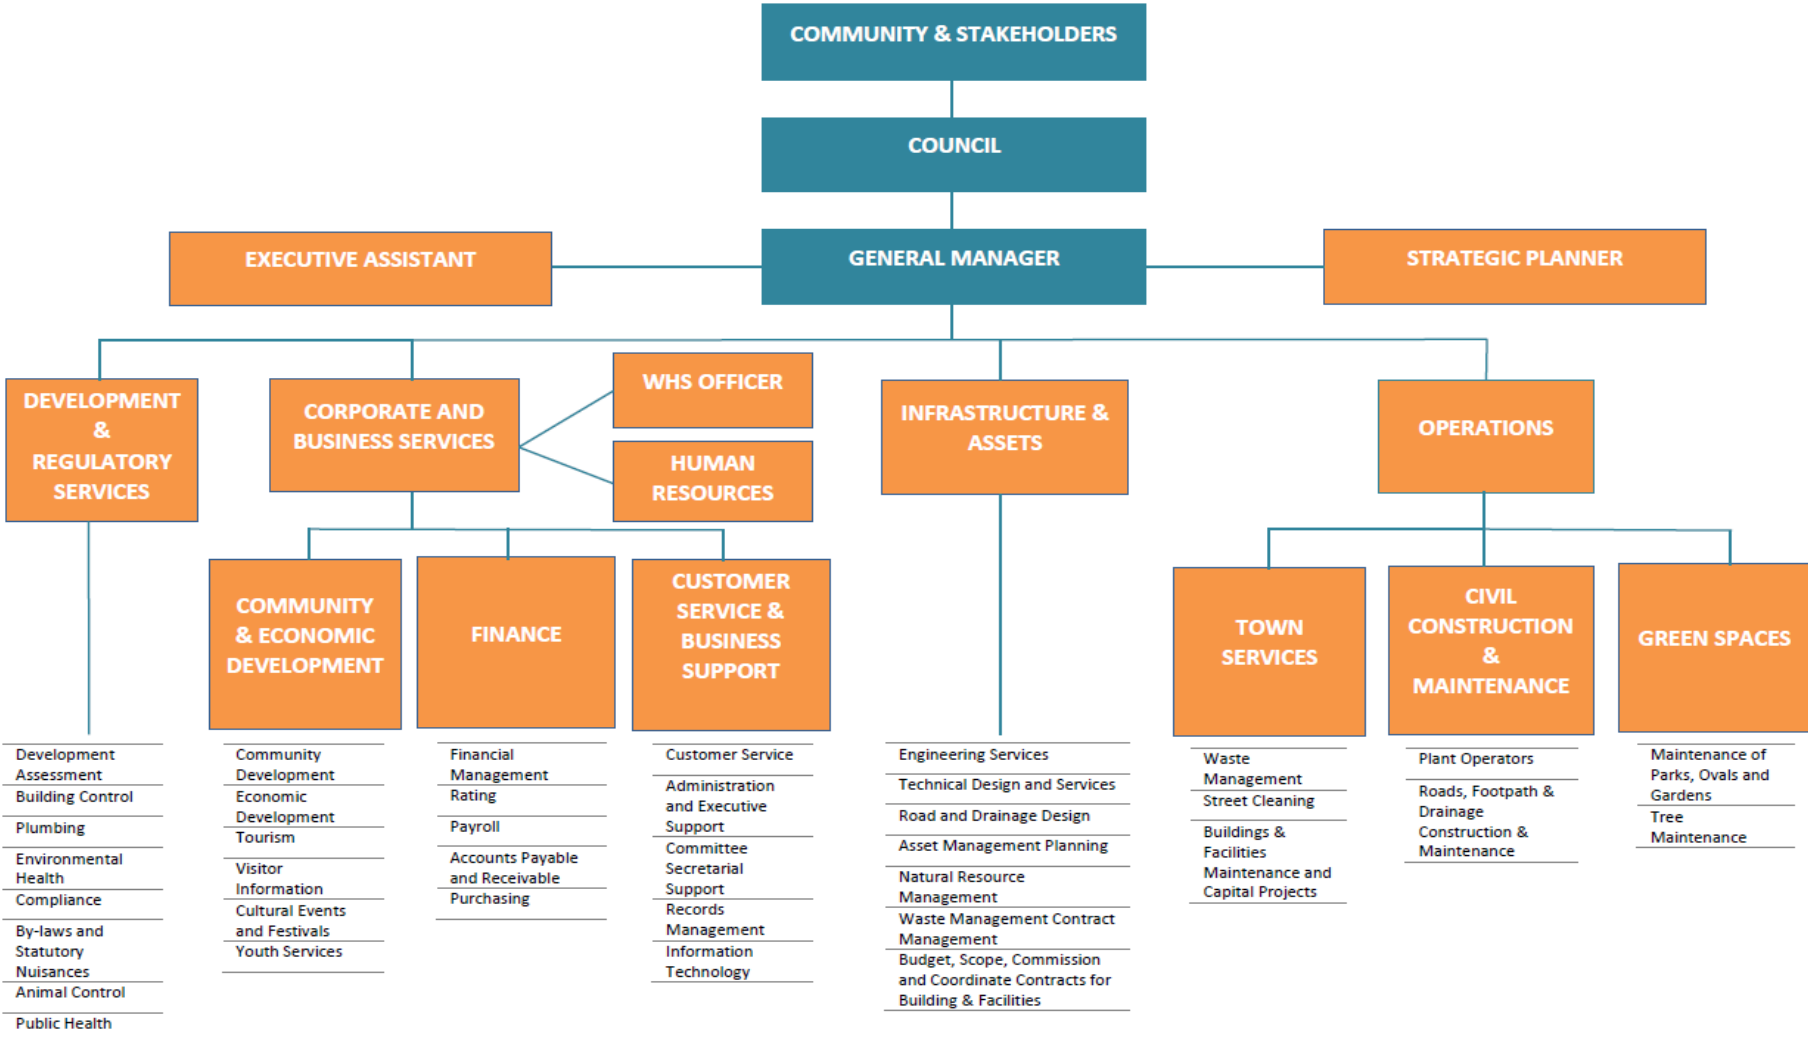 COMMUNITY & STAKEHOLDERS
COUNCIL
EXECUTIVE ASSISTANT
GENERAL MANAGER
STRATEGIC PLANNER
DEVELOPMENT
&
REGULATORY
SERVICES
CORPORATE AND
BUSINESS SERVICES
WHS OFFICER
HUMAN
RESOURCES
INFRASTRUCTURE &
ASSETS
OPERATIONS
COMMUNITY
& ECONOMIC
DEVELOPMENT
FINANCE
CUSTOMER
SERVICE &
BUSINESS
SUPPORT
TOWN
SERVICES
CIVIL
CONSTRUCTION
&
MAINTENANCE
GREEN SPACES
Development
Assessment
Building Control
Plumbing
Environmental
Health
Compliance
By-laws and
Statutory
Nuisances
Animal Control
Public Health
Community
Development
Economic
Development
Tourism
Visitor
Information
Cultural Events
and Festivals
Youth Services
Financial
Management
Rating
Payroll
Accounts Payable
and Receivable
Purchasing
Customer Service
Administration
and Executive
Support
Committee
Secretarial
Support
Records
Management
Information
Technology
Engineering Services
Technical Design and Services
Road and Drainage Design
Asset Management Planning
Natural Resource
Management
Waste Management Contract
Management
Budget, Scope, Commission
and Coordinate Contracts for
Building & Facilities
Waste
Management
Street Cleaning
Buildings &
Facilities
Maintenance and
Capital Projects
Plant Operators
Roads, Footpath &
Drainage
Construction &
Maintenance
Maintenance of
Parks, Ovals and
Gardens
Tree
Maintenance